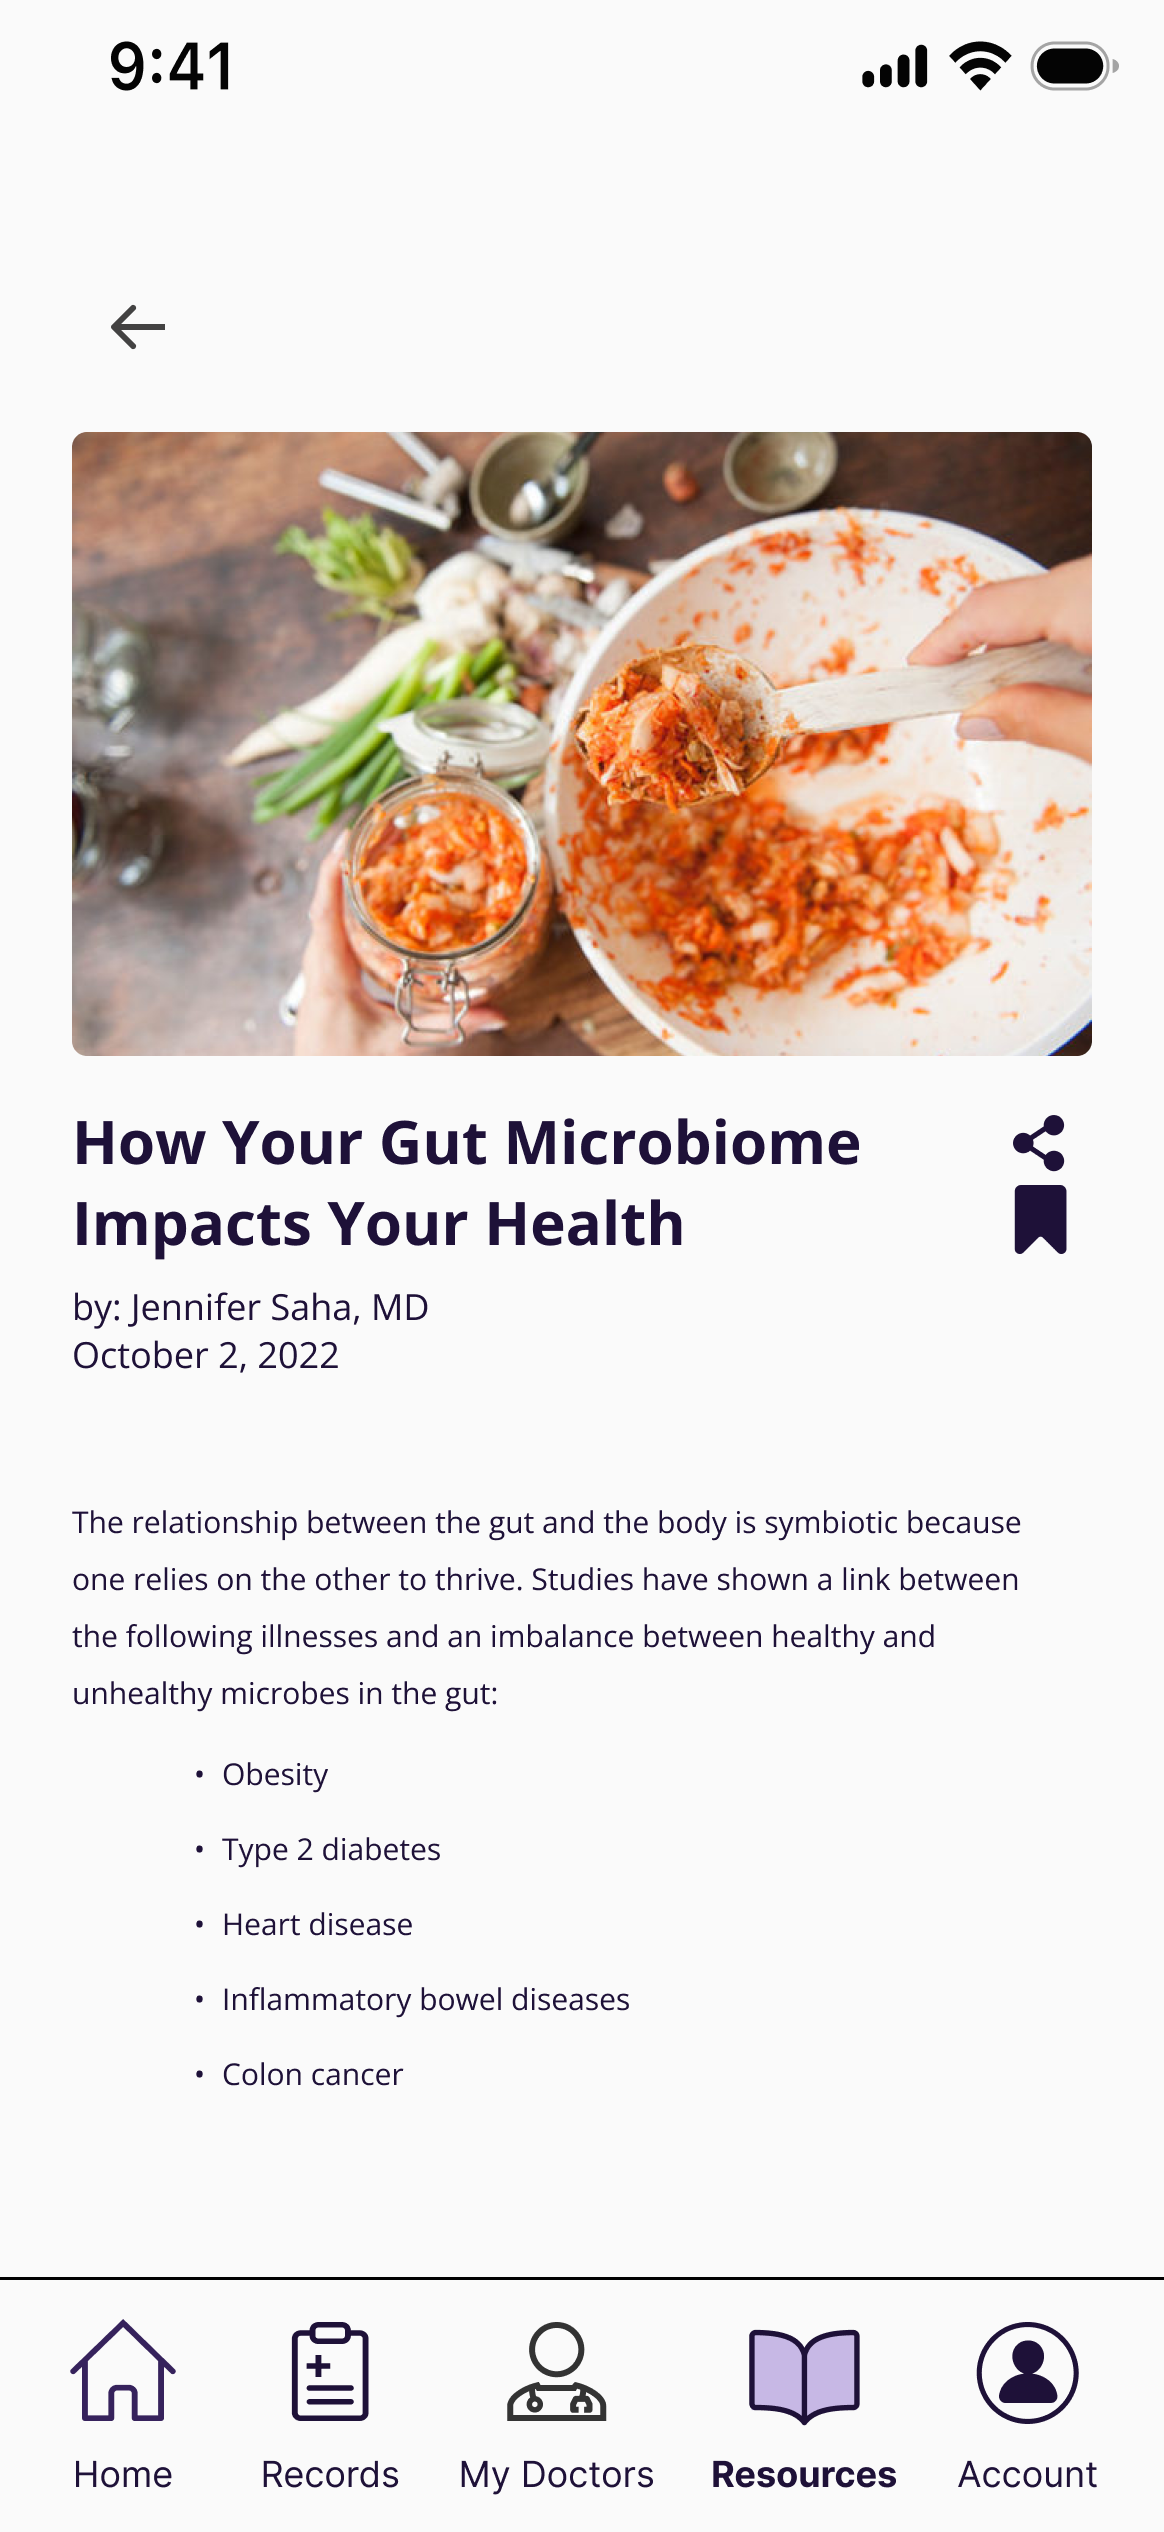 9:41
How Your Gut Microbiome
Impacts Your Health
by: Jennifer Saha, MD
October 2, 2022
The relationship between the gut and the body is symbiotic because
one relies on the other to thrive. Studies have shown a link between
the following illnesses and an imbalance between healthy and
unhealthy microbes in the gut:
• Obesity
• Type 2 diabetes
• Heart disease
• Inflammatory bowel diseases
• Colon cancer
Home Records My Doctors Resources Account